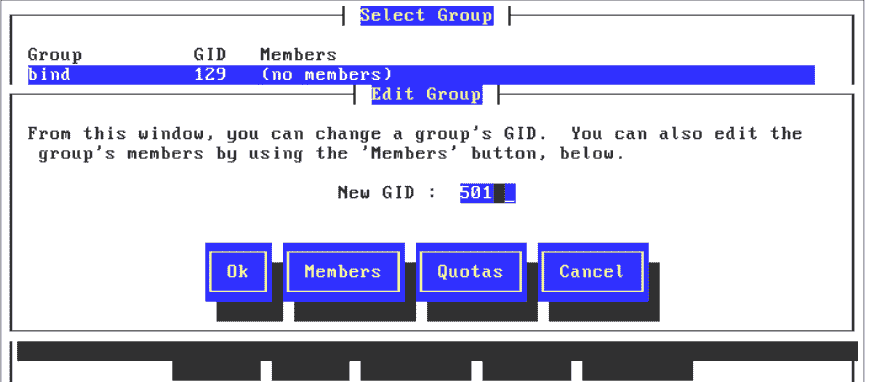 Select Group
Group GID Members
bind 129 (no members)
Edit Group
From this window, you can change a group's GID. You can also edit the
group's members by using the 'Members' button, below.
New GID : 501 _
Ok Members Quotas Cancel